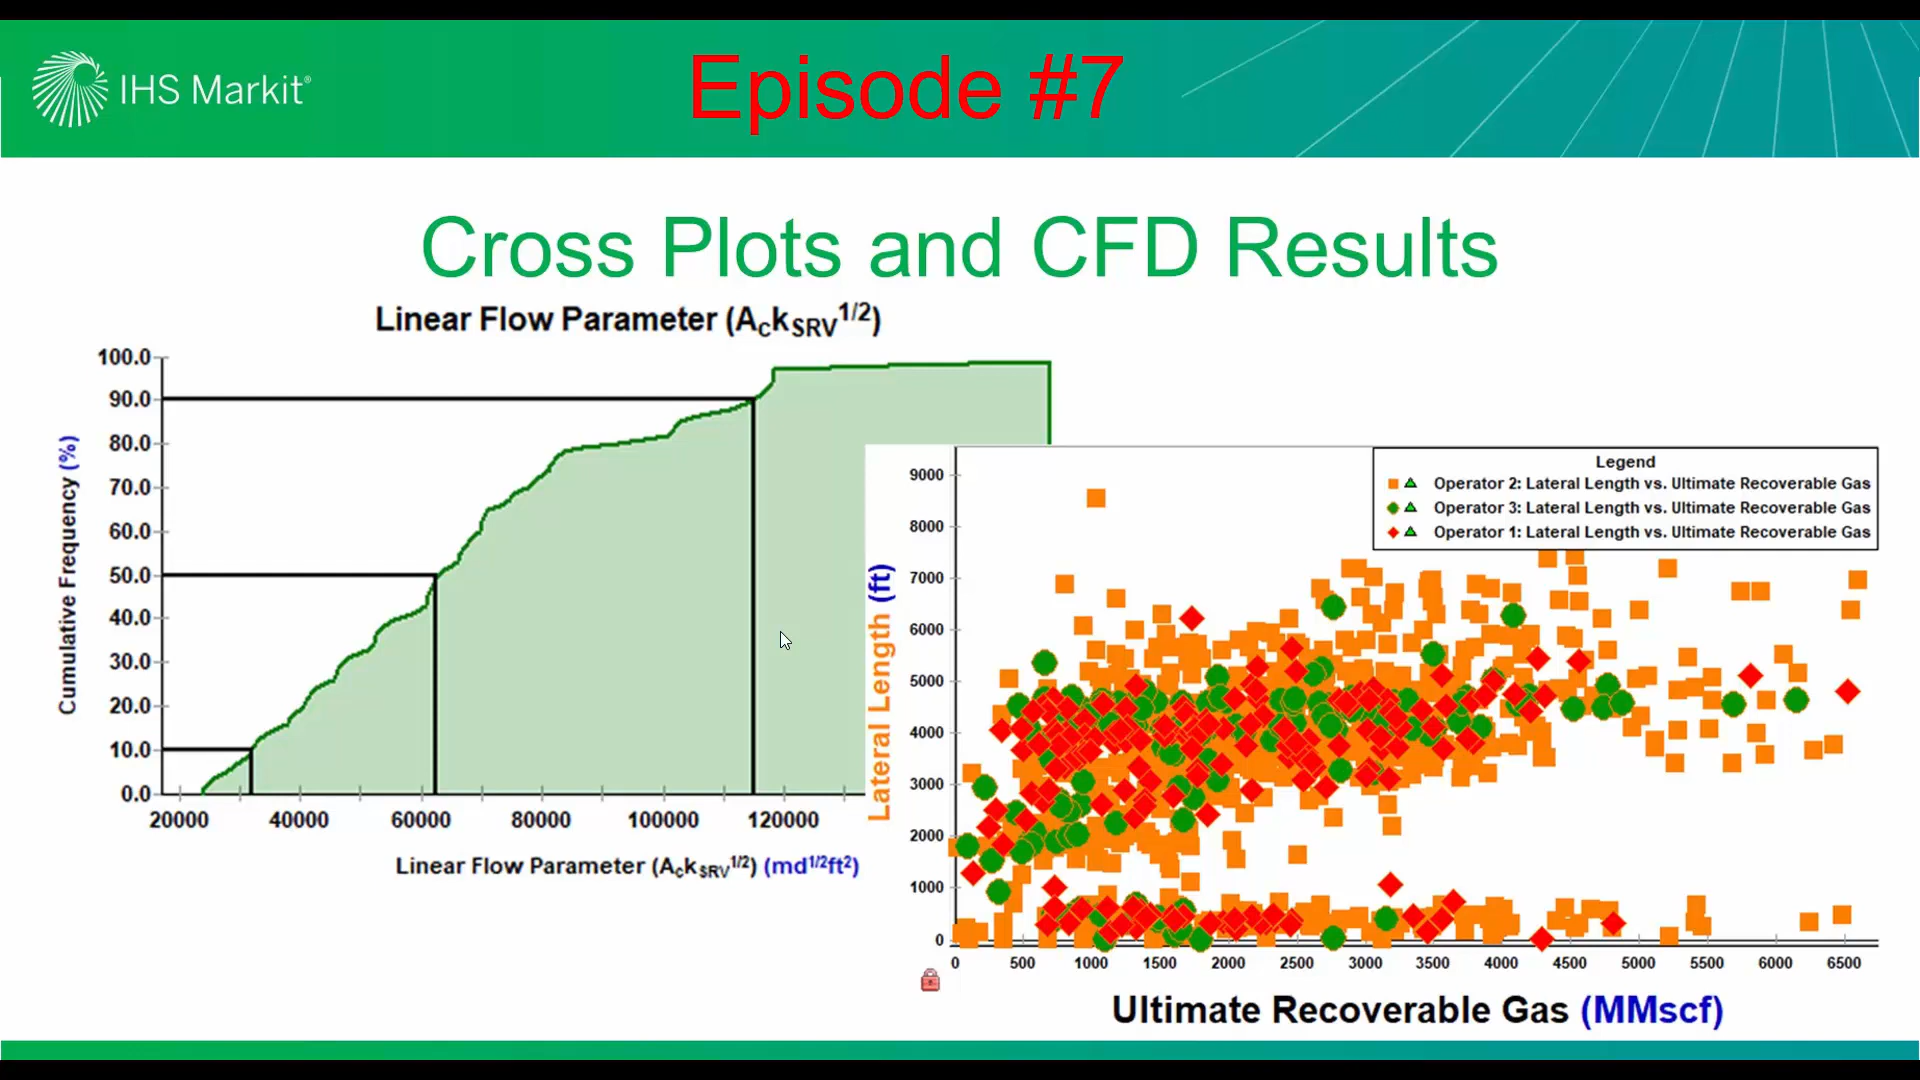 IHS Markit®
Episode #7
Cross Plots and CFD Results
Linear Flow Parameter (AckSRV1/2)
100.0
90.0
80.0
70.0
60.0
50.0
40.0
30.0
20.0
10.0
0.0
Cumulative Frequency (%)
20000 40000 60000 80000 100000 120000
Linear Flow Parameter (AckSRV1/2) (md1/2ft2)
Legend
Operator 2: Lateral Length vs. Ultimate Recoverable Gas
Operator 3: Lateral Length vs. Ultimate Recoverable Gas
Operator 1: Lateral Length vs. Ultimate Recoverable Gas
9000
8000
7000
6000
5000
4000
3000
2000
1000
0
Lateral Length (ft)
0 500 1000 1500 2000 2500 3000 3500 4000 4500 5000 5500 6000 6500
Ultimate Recoverable Gas (MMscf)